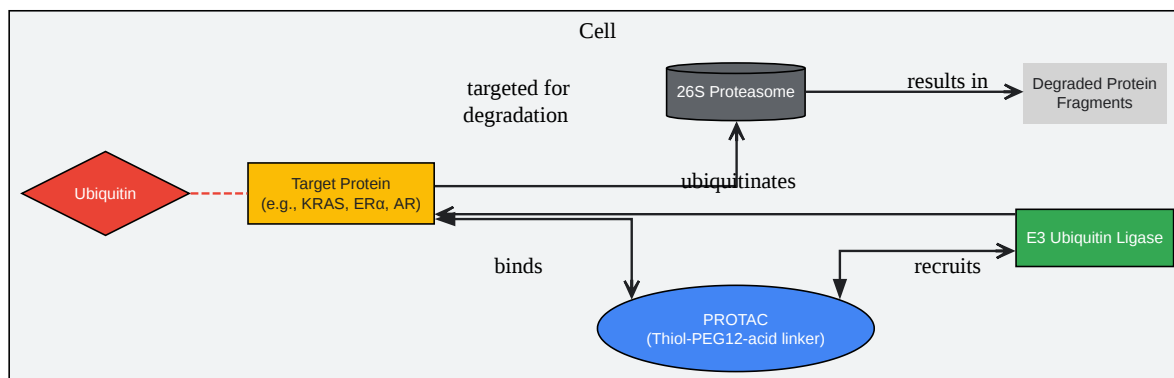 Cell
targeted for
degradation
26S Proteasome
results in
Degraded Protein
Fragments
Ubiquitin
Target Protein
(e.g., KRAS, ERα, AR)
ubiquitinates
E3 Ubiquitin Ligase
binds
recruits
PROTAC
(Thiol-PEG12-acid linker)